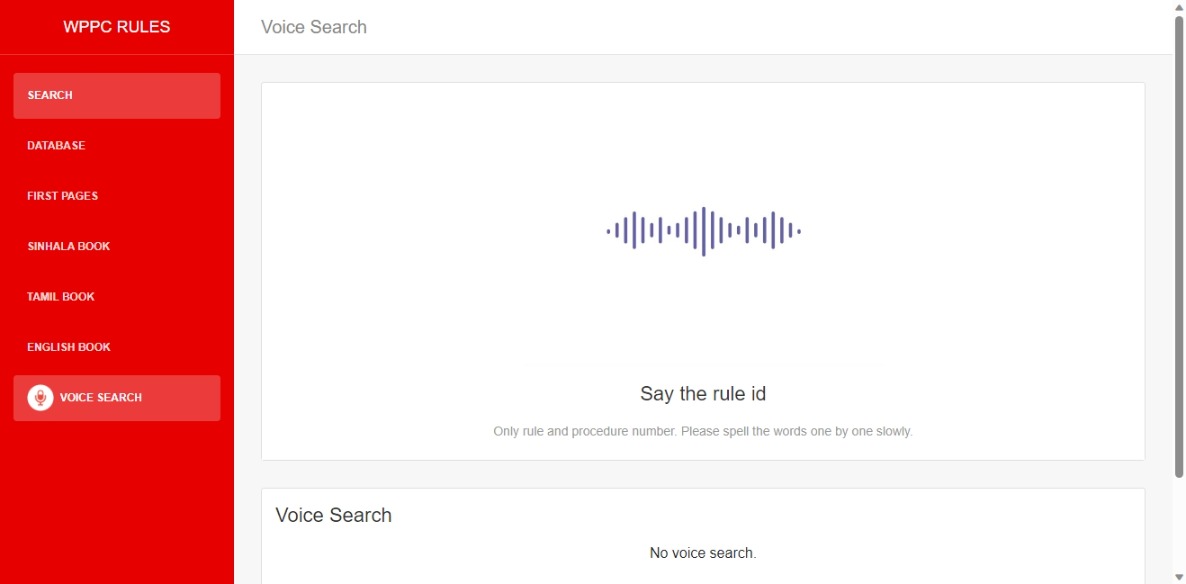 WPPC RULES
Voice Search
SEARCH
DATABASE
FIRST PAGES
SINHALA BOOK
TAMIL BOOK
ENGLISH BOOK
VOICE SEARCH
Say the rule id
Only rule and procedure number. Please spell the words one by one slowly.
Voice Search
No voice search.